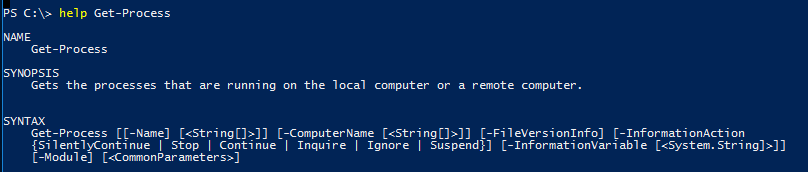 PS C:\> help Get-Process
NAME
Get-Process
SYNOPSIS
Gets the processes that are running on the local computer or a remote computer.
SYNTAX
Get-Process [[-Name] [<String[]>]] [-ComputerName [<String[]>]] [-FileVersionInfo] [-InformationAction
{SilentlyContinue | Stop | Continue | Inquire | Ignore | Suspend}] [-InformationVariable [<System.String]>]]
[-Module] [<CommonParameters>]